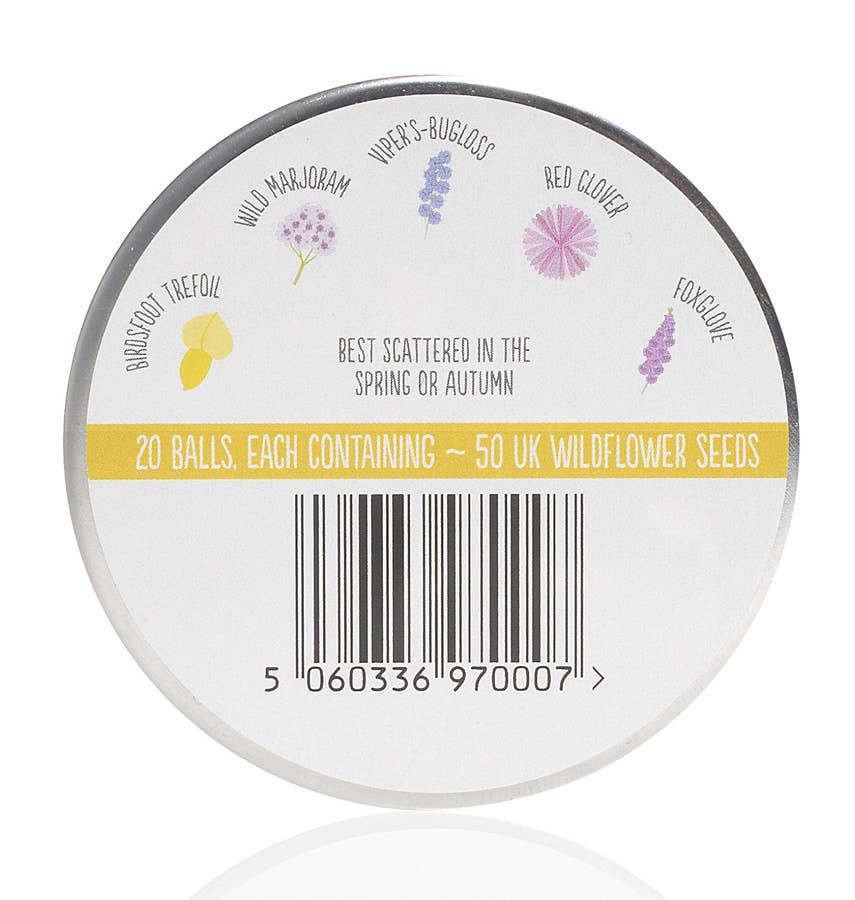 BIRDSFOOT TREFOIL
WILD MARJORAM
VIPER'S-BUGLOSS
RED CLOVER
FOXGLOVE
BEST SCATTERED IN THE
SPRING OR AUTUMN
20 BALLS, EACH CONTAINING ~ 50 UK WILDFLOWER SEEDS
5 060336 970007 >